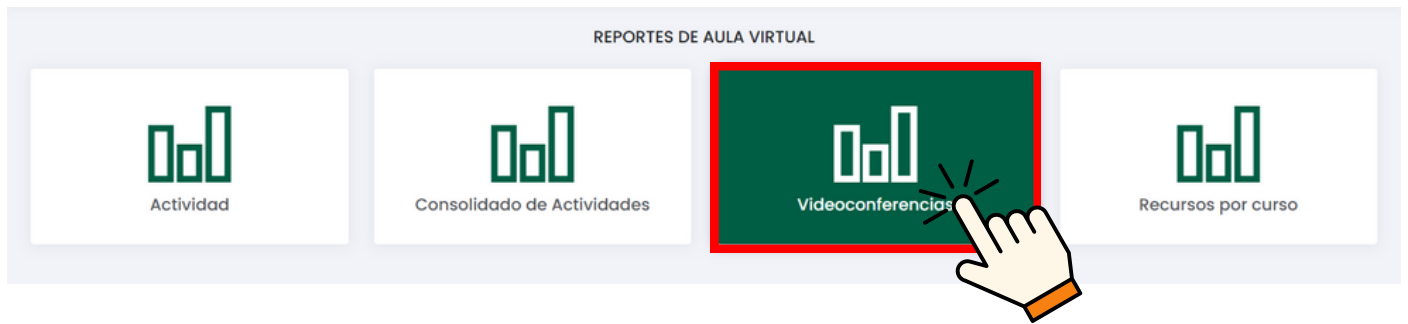 REPORTES DE AULA VIRTUAL
Actividad
Consolidado de Actividades
Videoconferencias
Recursos por curso